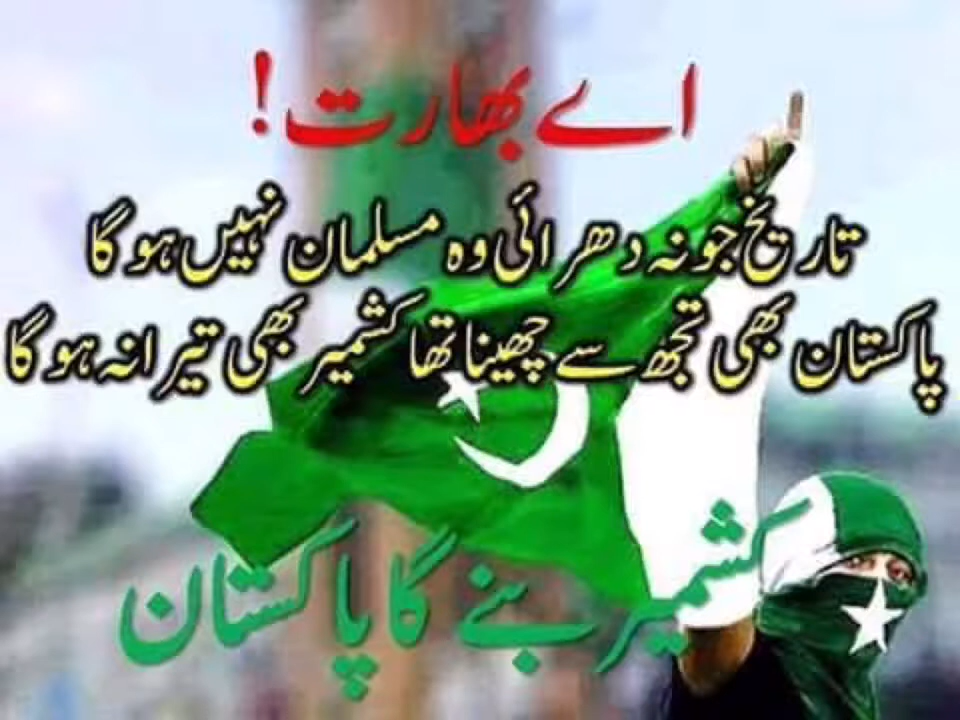 اے بھارت!
تاریخ جو نہ دھرائی وہ مسلمان نہیں ہوگا
پاکستان بھی تجھ سے چھینا تھا کشمیر بھی تیرا نہ ہوگا
کشمیر بنے گا پاکستان